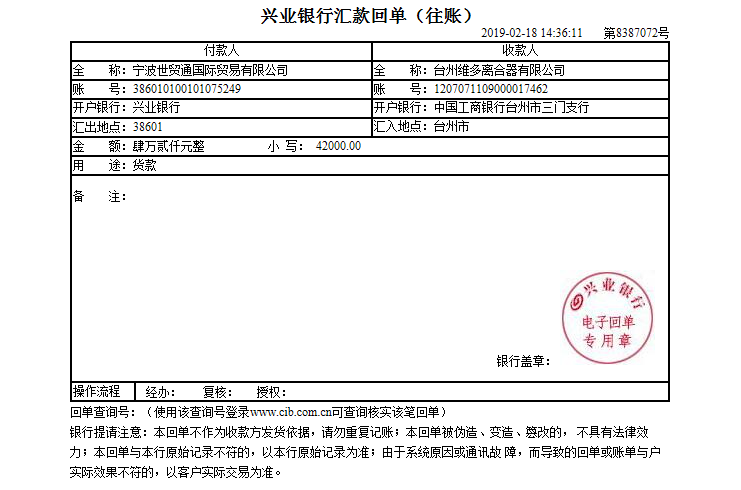 兴业银行汇款回单（往账）
2019-02-18 14:36:11 第8387072号
付款人 收款人
全 称：宁波世贸通国际贸易有限公司 全 称：台州维多离合器有限公司
账 号：386010100101075249 账 号：1207071109000017462
开户银行：兴业银行 开户银行：中国工商银行台州市三门支行
汇出地点：38601 汇入地点：台州市
金 额：肆万贰仟元整 小 写： 42000.00
用 途：货款
备 注：
兴业银行
电子回单
专用章
银行盖章：
操作流程 经办： 复核： 授权：
回单查询号：（使用该查询号登录www.cib.com.cn可查询核实该笔回单）
银行提请注意：本回单不作为收款方发货依据，请勿重复记账；本回单被伪造、变造、篡改的，不具有法律效
力；本回单与本行原始记录不符的，以本行原始记录为准；由于系统原因或通讯故障，而导致的回单或账单与户
实际效果不符的，以客户实际交易为准。